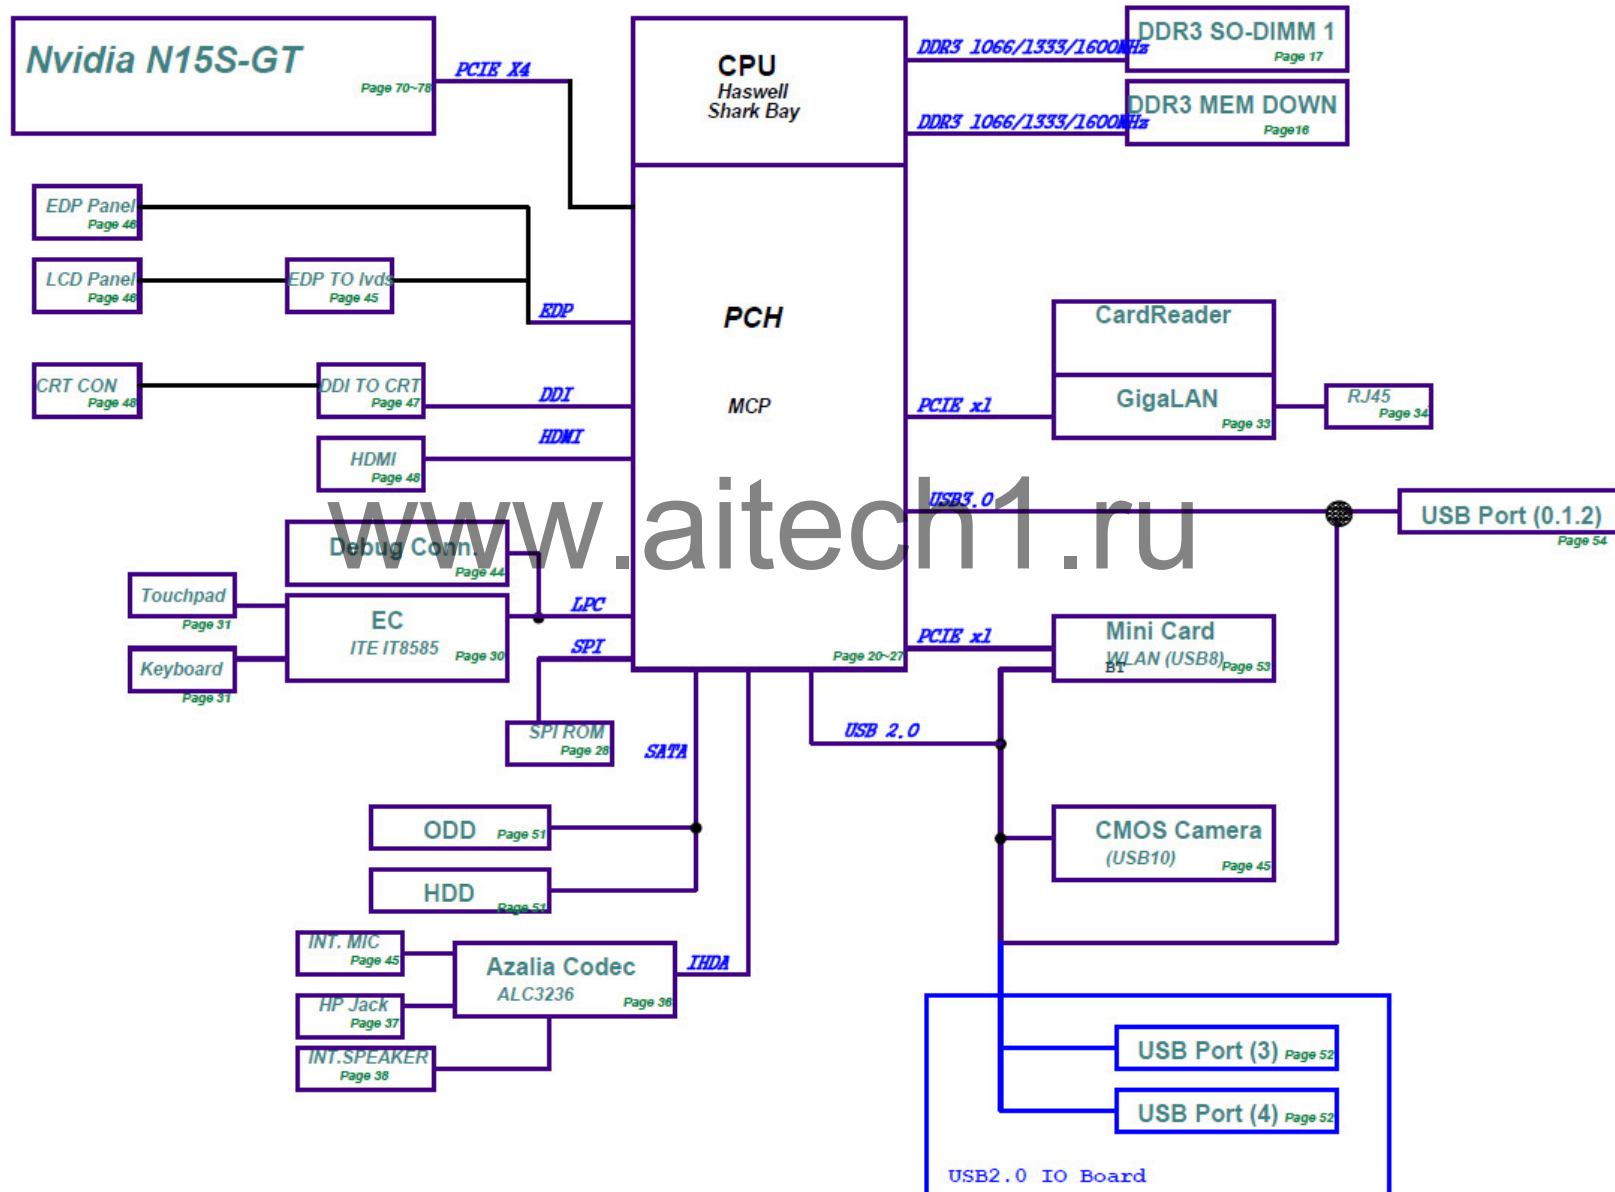 Nvidia N15S-GT
Page 70~78
PCIE X4
CPU
Haswell
Shark Bay
DDR3 1066/1333/1600MHz
DDR3 SO-DIMM 1
Page 17
DDR3 1066/1333/1600MHz
DDR3 MEM DOWN
Page16
EDP Panel
Page 46
LCD Panel
Page 46
EDP TO lvds
Page 45
EDP
PCH
MCP
CRT CON
Page 48
DDI TO CRT
Page 47
DDI
HDMI
Page 48
HDMI
CardReader
GigaLAN
Page 33
PCIE x1
RJ45
Page 34
USB3.0
USB Port (0.1.2)
Page 54
www.aitech1.ru
Debug Conn.
Page 44
Touchpad
Page 31
EC
ITE IT8585
Page 30
LPC
SPI
Keyboard
Page 31
Page 20~27
PCIE x1
Mini Card
WLAN (USB8)
BT
Page 53
SPI ROM
Page 28
SATA
USB 2.0
ODD
Page 51
HDD
Page 51
CMOS Camera
(USB10)
Page 45
INT. MIC
Page 45
Azalia Codec
ALC3236
Page 36
IHDA
HP Jack
Page 37
INT.SPEAKER
Page 38
USB Port (3) Page 52
USB Port (4) Page 52
USB2.0 IO Board